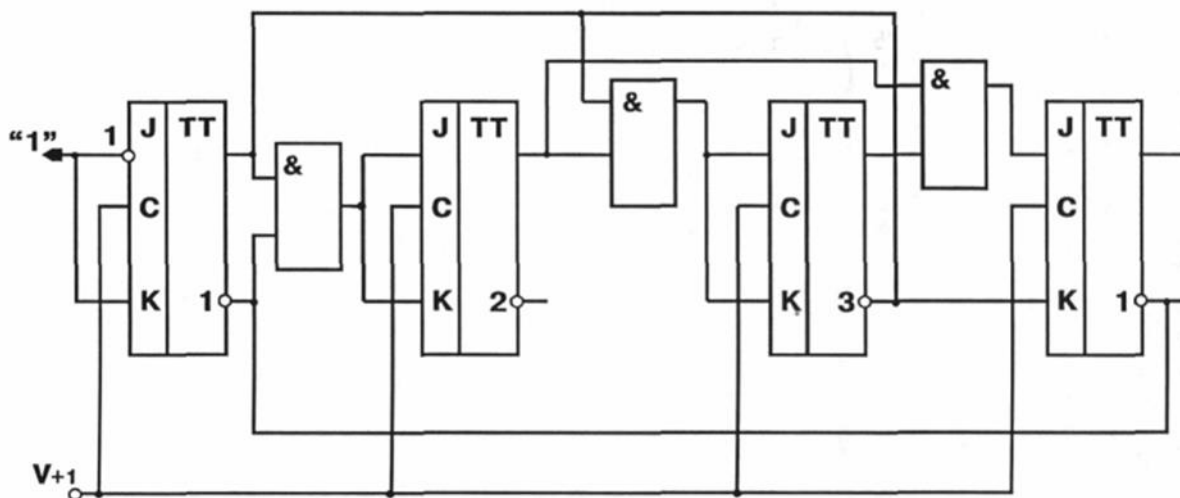 & 
& J TT J TT & J TT J TT
“1” 1
C C C C
K 1 K 2 K 3 K 1
V+1